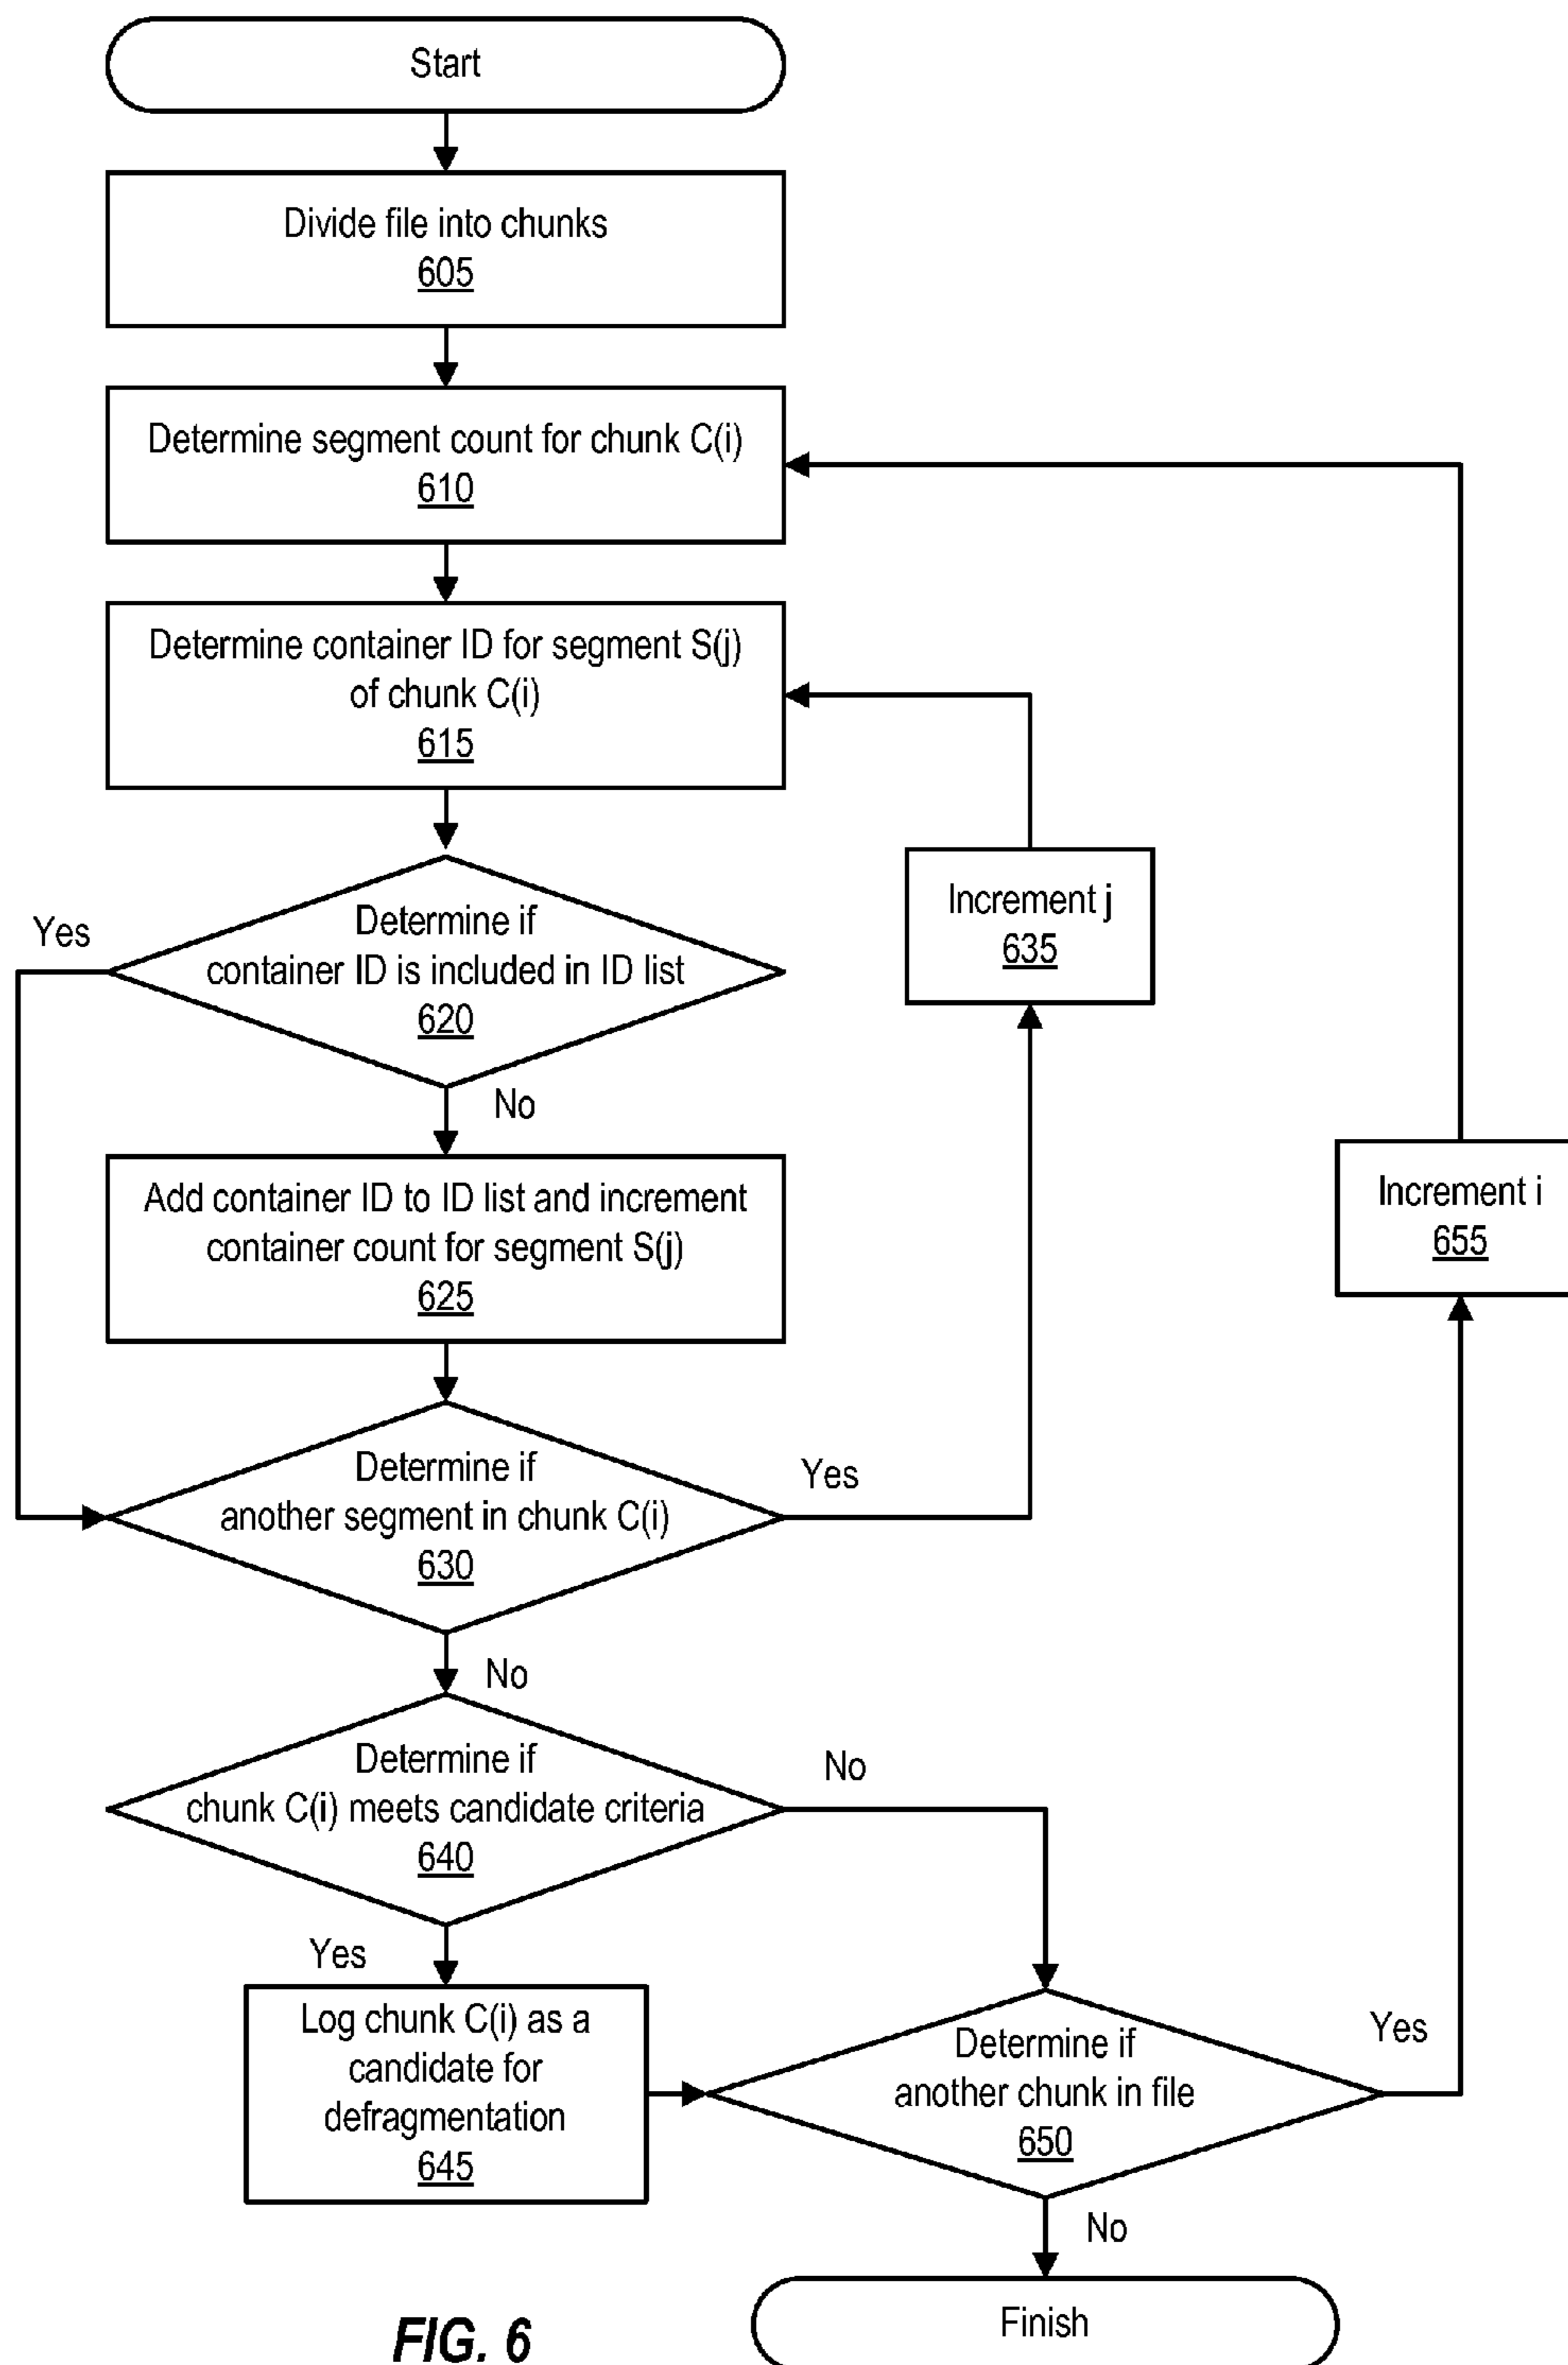 Start
Divide file into chunks
605
Determine segment count for chunk C(i)
610
Determine container ID for segment S(j)
of chunk C(i)
615
Determine if
container ID is included in ID list
620
Yes
No
Increment j
635
Add container ID to ID list and increment
container count for segment S(j)
625
Increment i
655
Determine if
another segment in chunk C(i)
630
Yes
No
Determine if
chunk C(i) meets candidate criteria
640
No
Yes
Log chunk C(i) as a
candidate for
defragmentation
645
Determine if
another chunk in file
650
Yes
No
Finish
FIG. 6